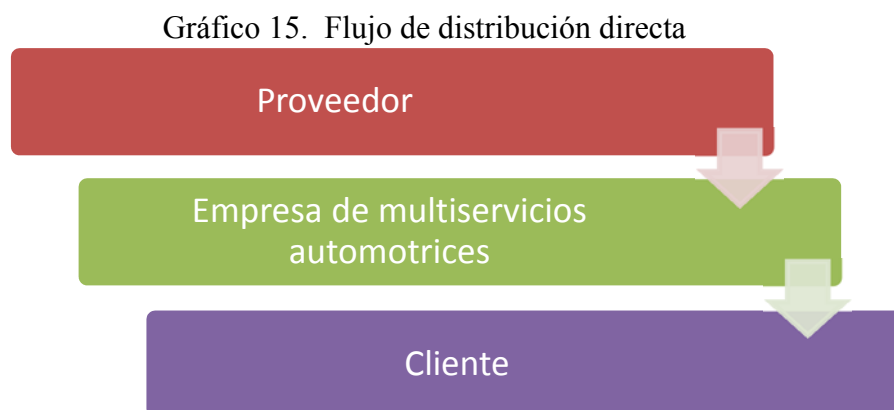 Gráfico 15. Flujo de distribución directa
Proveedor
Empresa de multiservicios
automotrices
Cliente